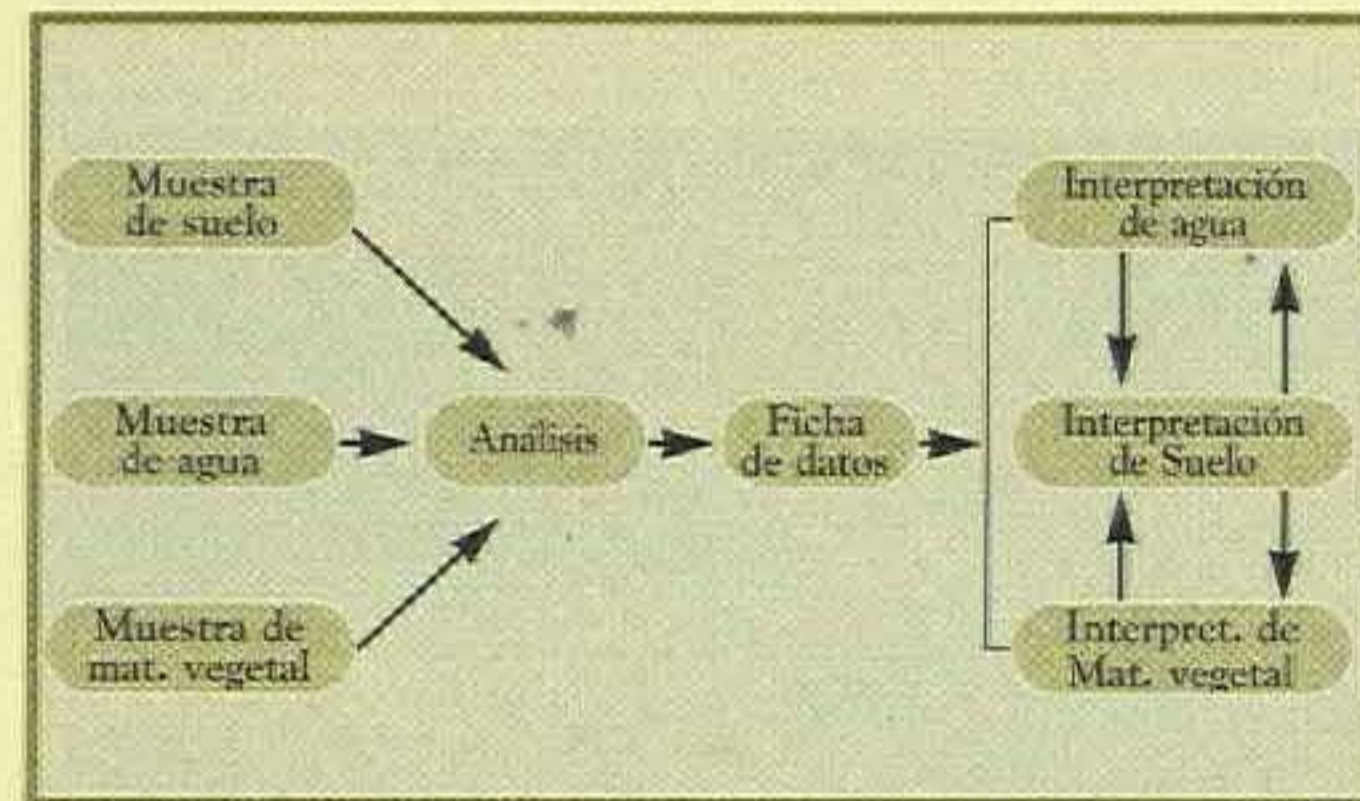 Muestra
de suelo
Muestra
de agua
Muestra de
mat. vegetal
Análisis
Ficha
de datos
Interpretación
de agua
Interpretación
de Suelo
Interpret. de
Mat. vegetal